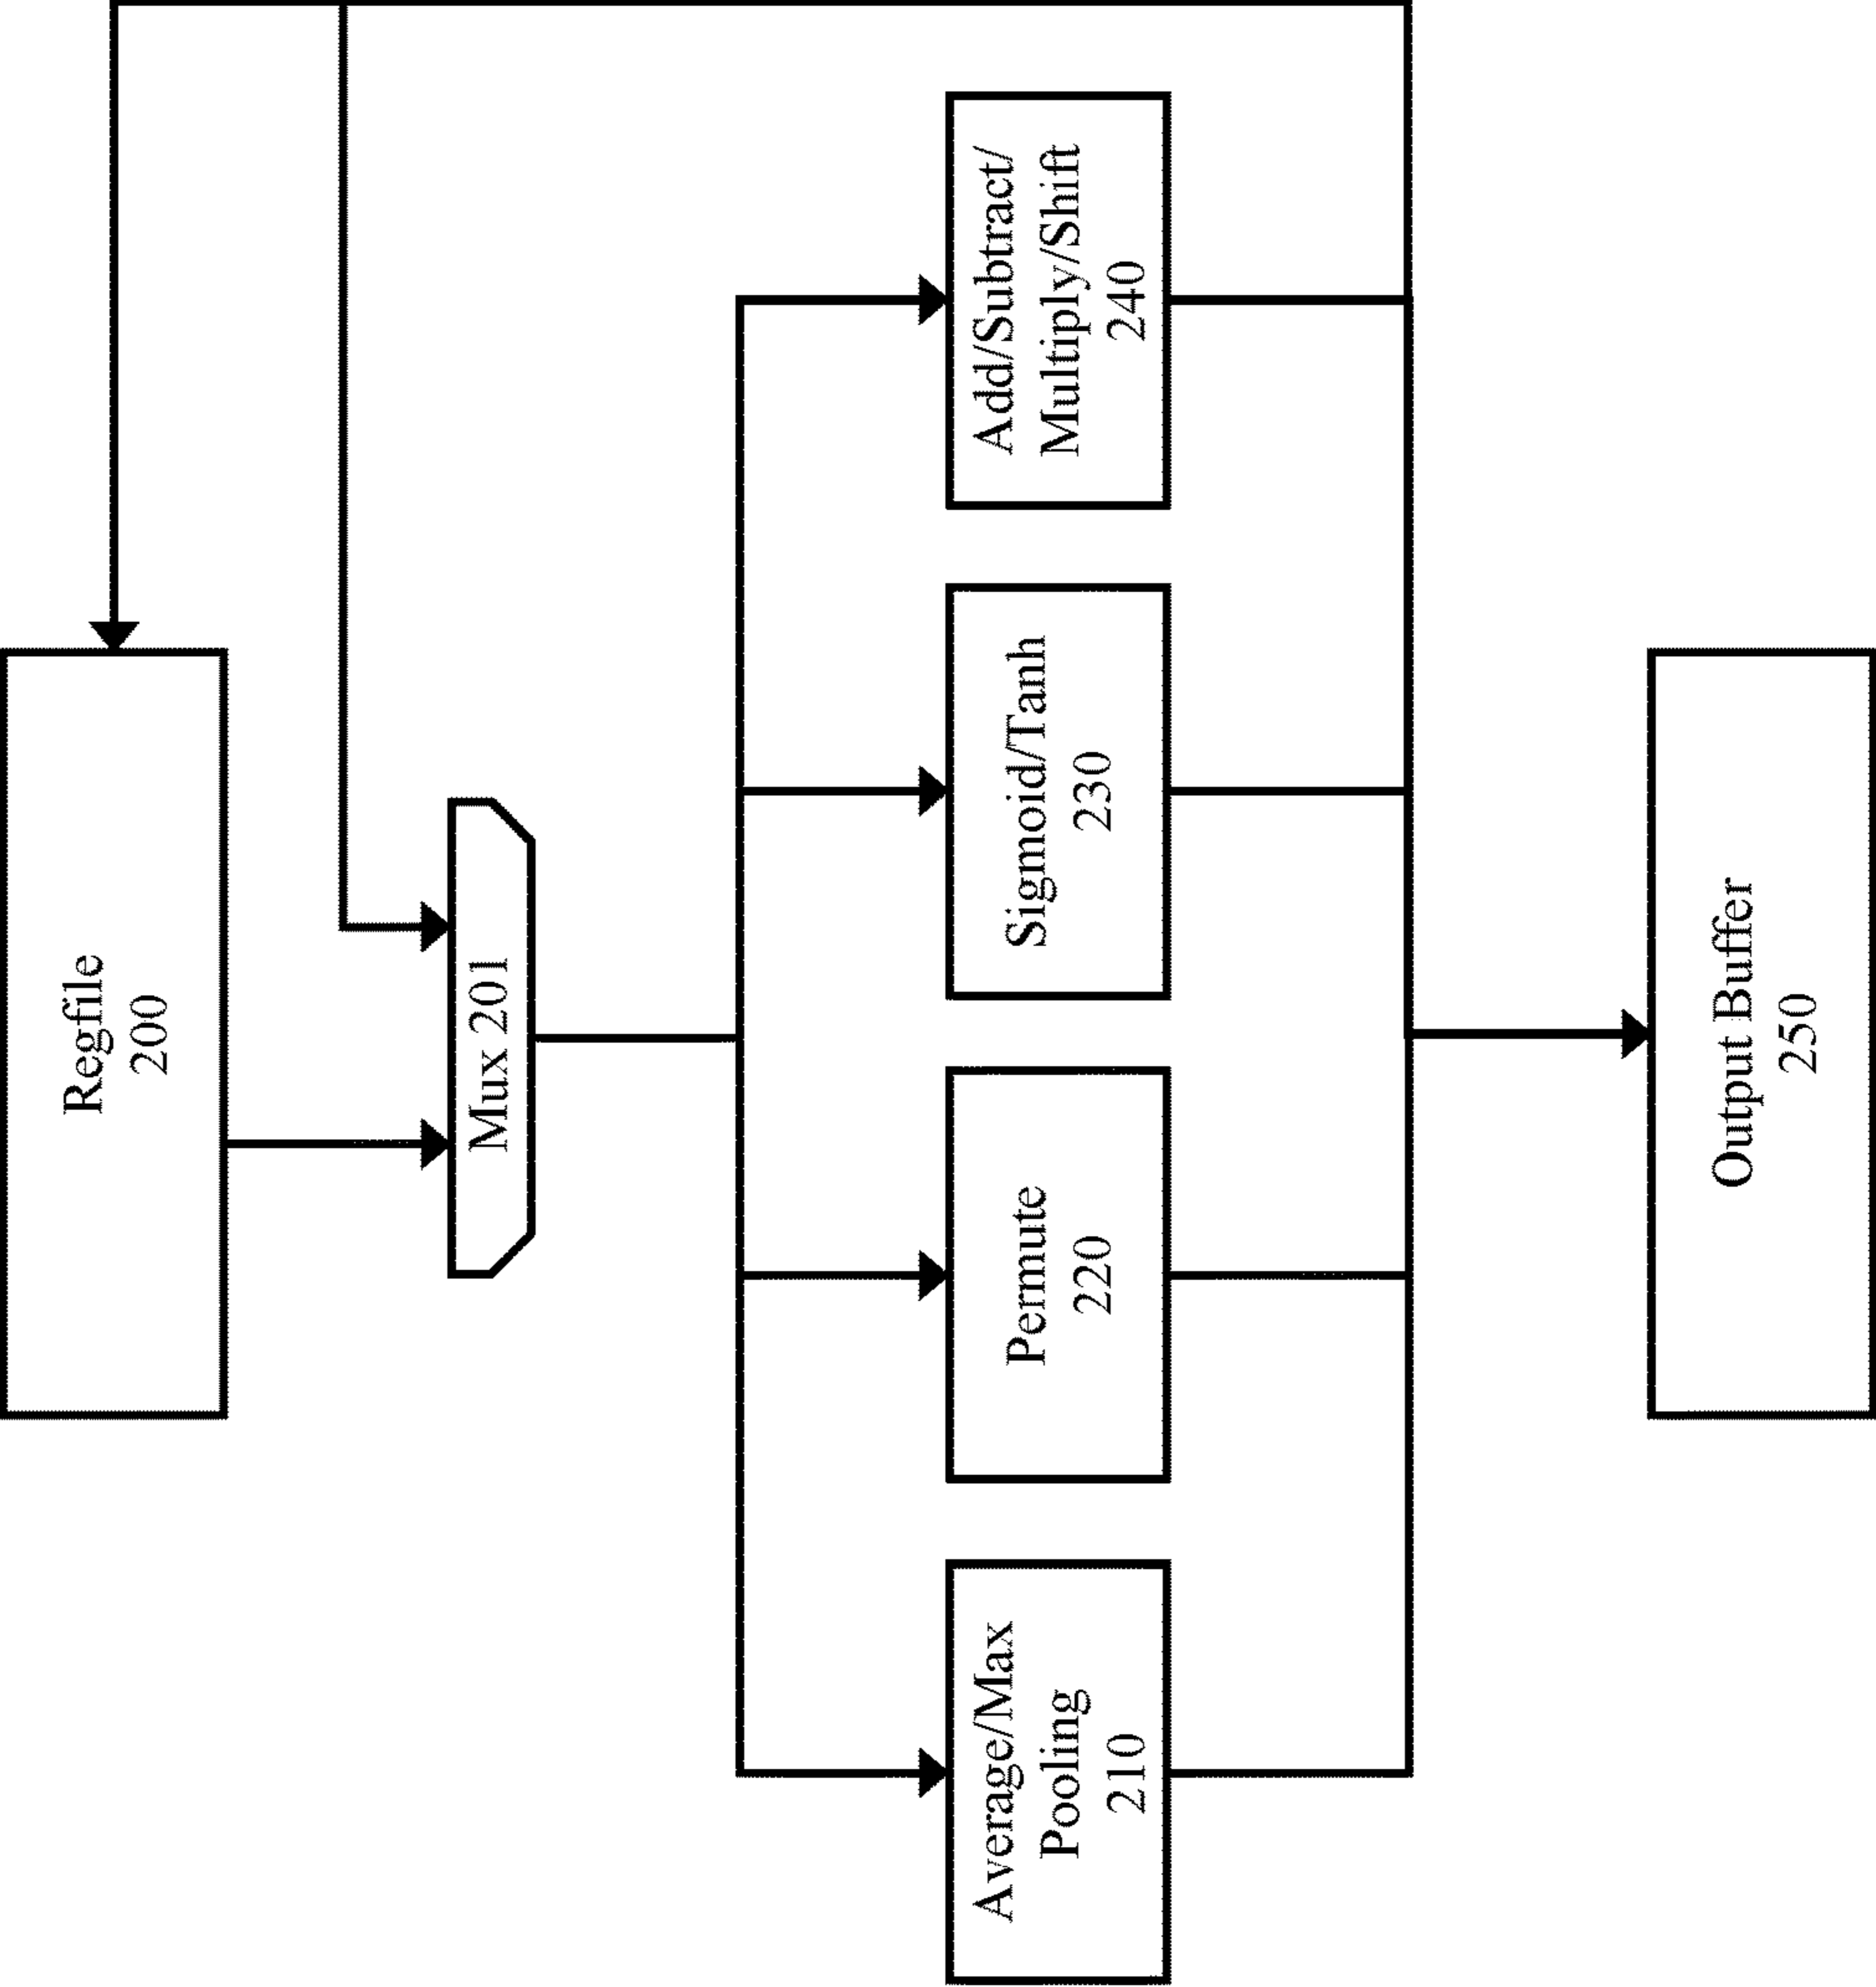 Regfile
200
Mux 201
Average/Max
Pooling
210
Permute
220
Sigmoid/Tanh
230
Add/Subtract/
Multiply/Shift
240
Output Buffer
250